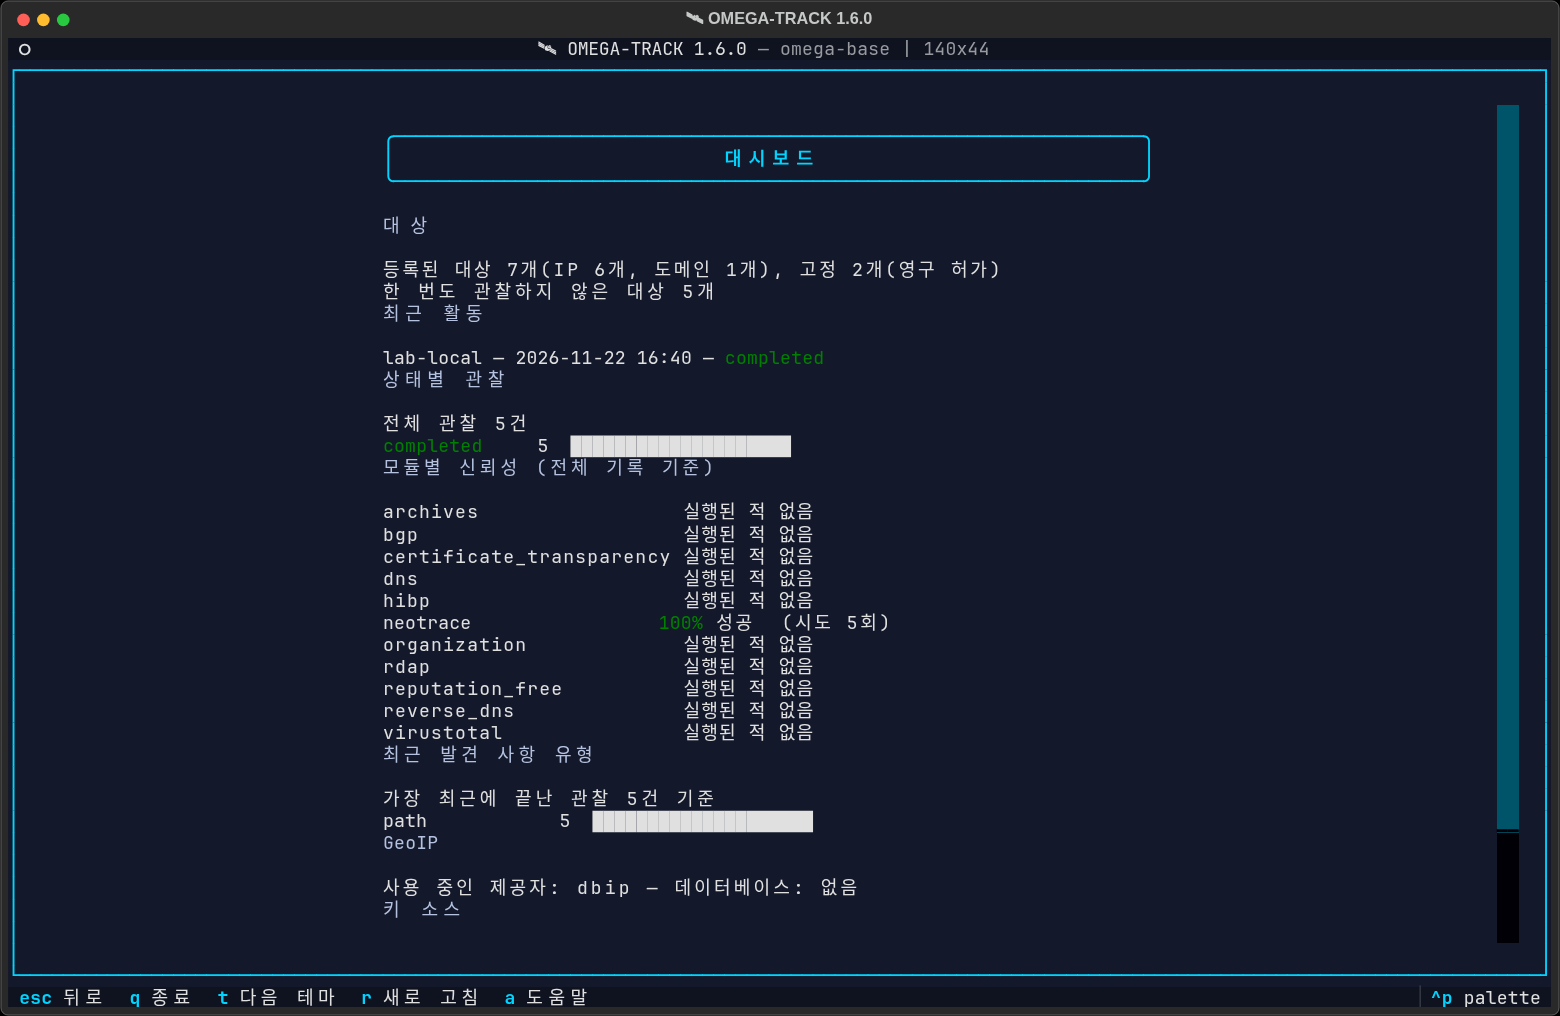 OMEGA-TRACK 1.6.0
OMEGA-TRACK 1.6.0 — omega-base | 140x44
대시보드
대상
등록된 대상 7개(IP 6개, 도메인 1개), 고정 2개(영구 허가)
한 번도 관찰하지 않은 대상 5개
최근 활동
lab-local — 2026-11-22 16:40 — completed
상태별 관찰
전체 관찰 5건
completed 5
모듈별 신뢰성 (전체 기록 기준)
archives 실행된 적 없음
bgp 실행된 적 없음
certificate_transparency 실행된 적 없음
dns 실행된 적 없음
hibp 실행된 적 없음
neotrace 100% 성공 (시도 5회)
organization 실행된 적 없음
rdap 실행된 적 없음
reputation_free 실행된 적 없음
reverse_dns 실행된 적 없음
virustotal 실행된 적 없음
최근 발견 사항 유형
가장 최근에 끝난 관찰 5건 기준
path 5
GeoIP
사용 중인 제공자: dbip — 데이터베이스: 없음
키 소스
esc 뒤로 q 종료 t 다음 테마 r 새로 고침 a 도움말 ^p palette